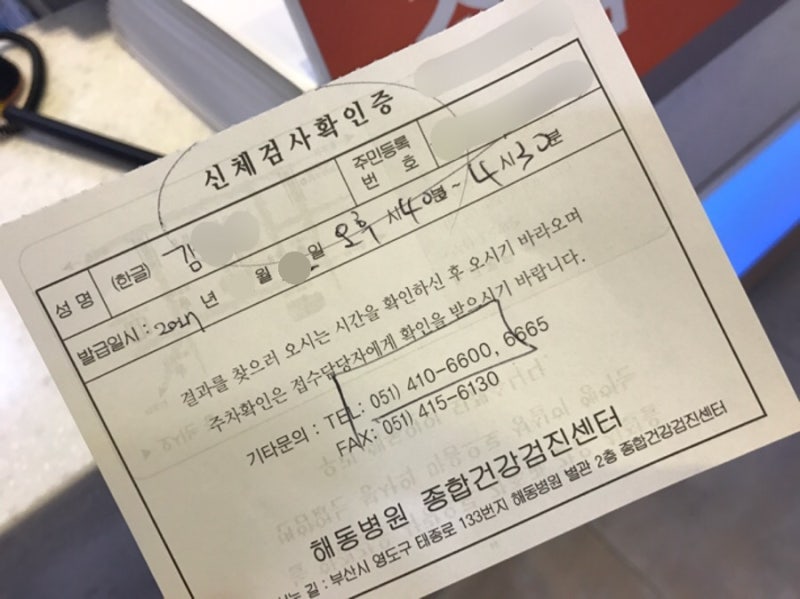 신체검사확인증
성 명 (한글) 김 주민등록 번 호
발급일시 : 2017 년 월 일 오후 시 40분~ 4시 30분
결과를 찾으러 오시는 시간을 확인하신 후 오시기 바라오며
주차확인은 접수담당자에게 확인을 받으시기 바랍니다.
기타문의 : TEL: 051) 410-6600, 6665
FAX: 051) 415-6130
해동병원 종합건강검진센터
는 길 : 부산시 영도구 태종로 133번지 해동병원 별관 2층 종합건강검진센터